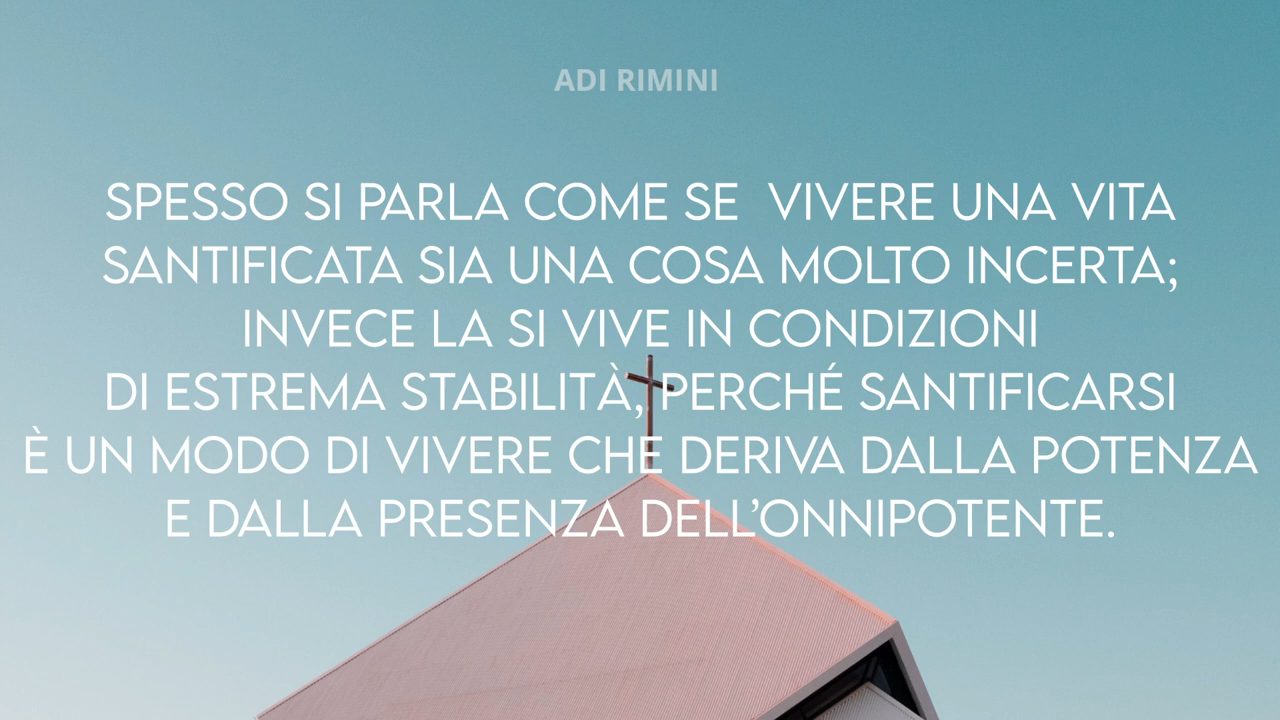 ADI RIMINI
SPESSO SI PARLA COME SE VIVERE UNA VITA
SANTIFICATA SIA UNA COSA MOLTO INCERTA;
INVECE LA SI VIVE IN CONDIZIONI
DI ESTREMA STABILITÀ, PERCHÉ SANTIFICARSI
È UN MODO DI VIVERE CHE DERIVA DALLA POTENZA
E DALLA PRESENZA DELL’ONNIPOTENTE.